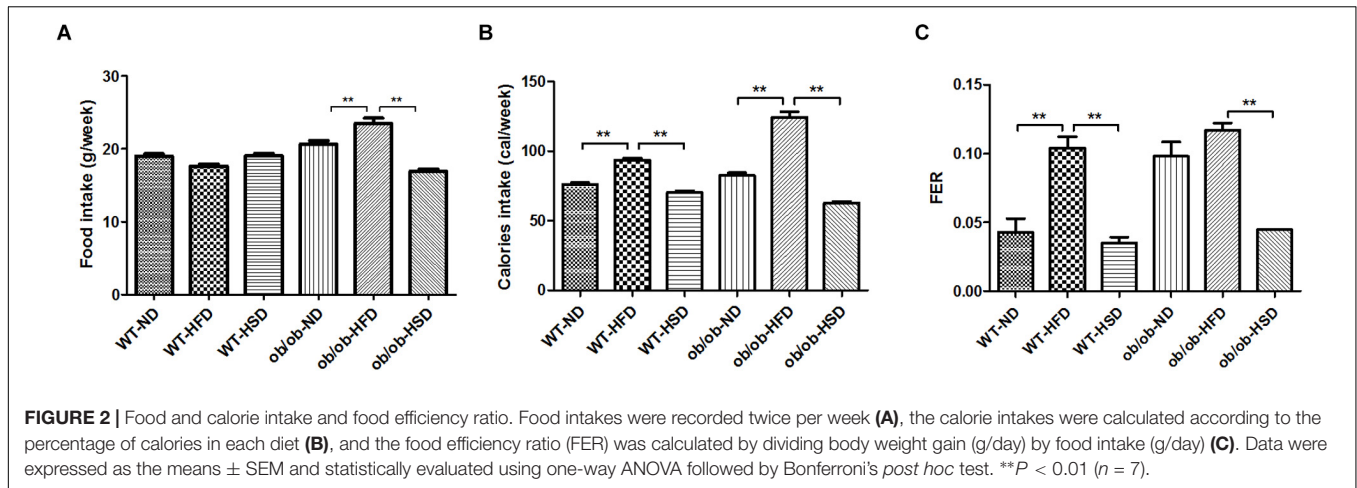 A
Food intake (g/week)
30
20
10
0
** **
WT-ND
WT-HFD
WT-HSD
ob/ob-ND
ob/ob-HFD
ob/ob-HSD
B
Calories intake (cal/week)
150
100
50
0
** ** ** **
WT-ND
WT-HFD
WT-HSD
ob/ob-ND
ob/ob-HFD
ob/ob-HSD
C
FER
0.15
0.10
0.05
0.00
** ** **
WT-ND
WT-HFD
WT-HSD
ob/ob-ND
ob/ob-HFD
ob/ob-HSD
FIGURE 2 | Food and calorie intake and food efficiency ratio. Food intakes were recorded twice per week (A), the calorie intakes were calculated according to the
percentage of calories in each diet (B), and the food efficiency ratio (FER) was calculated by dividing body weight gain (g/day) by food intake (g/day) (C). Data were
expressed as the means ± SEM and statistically evaluated using one-way ANOVA followed by Bonferroni's post hoc test. **P < 0.01 (n = 7).